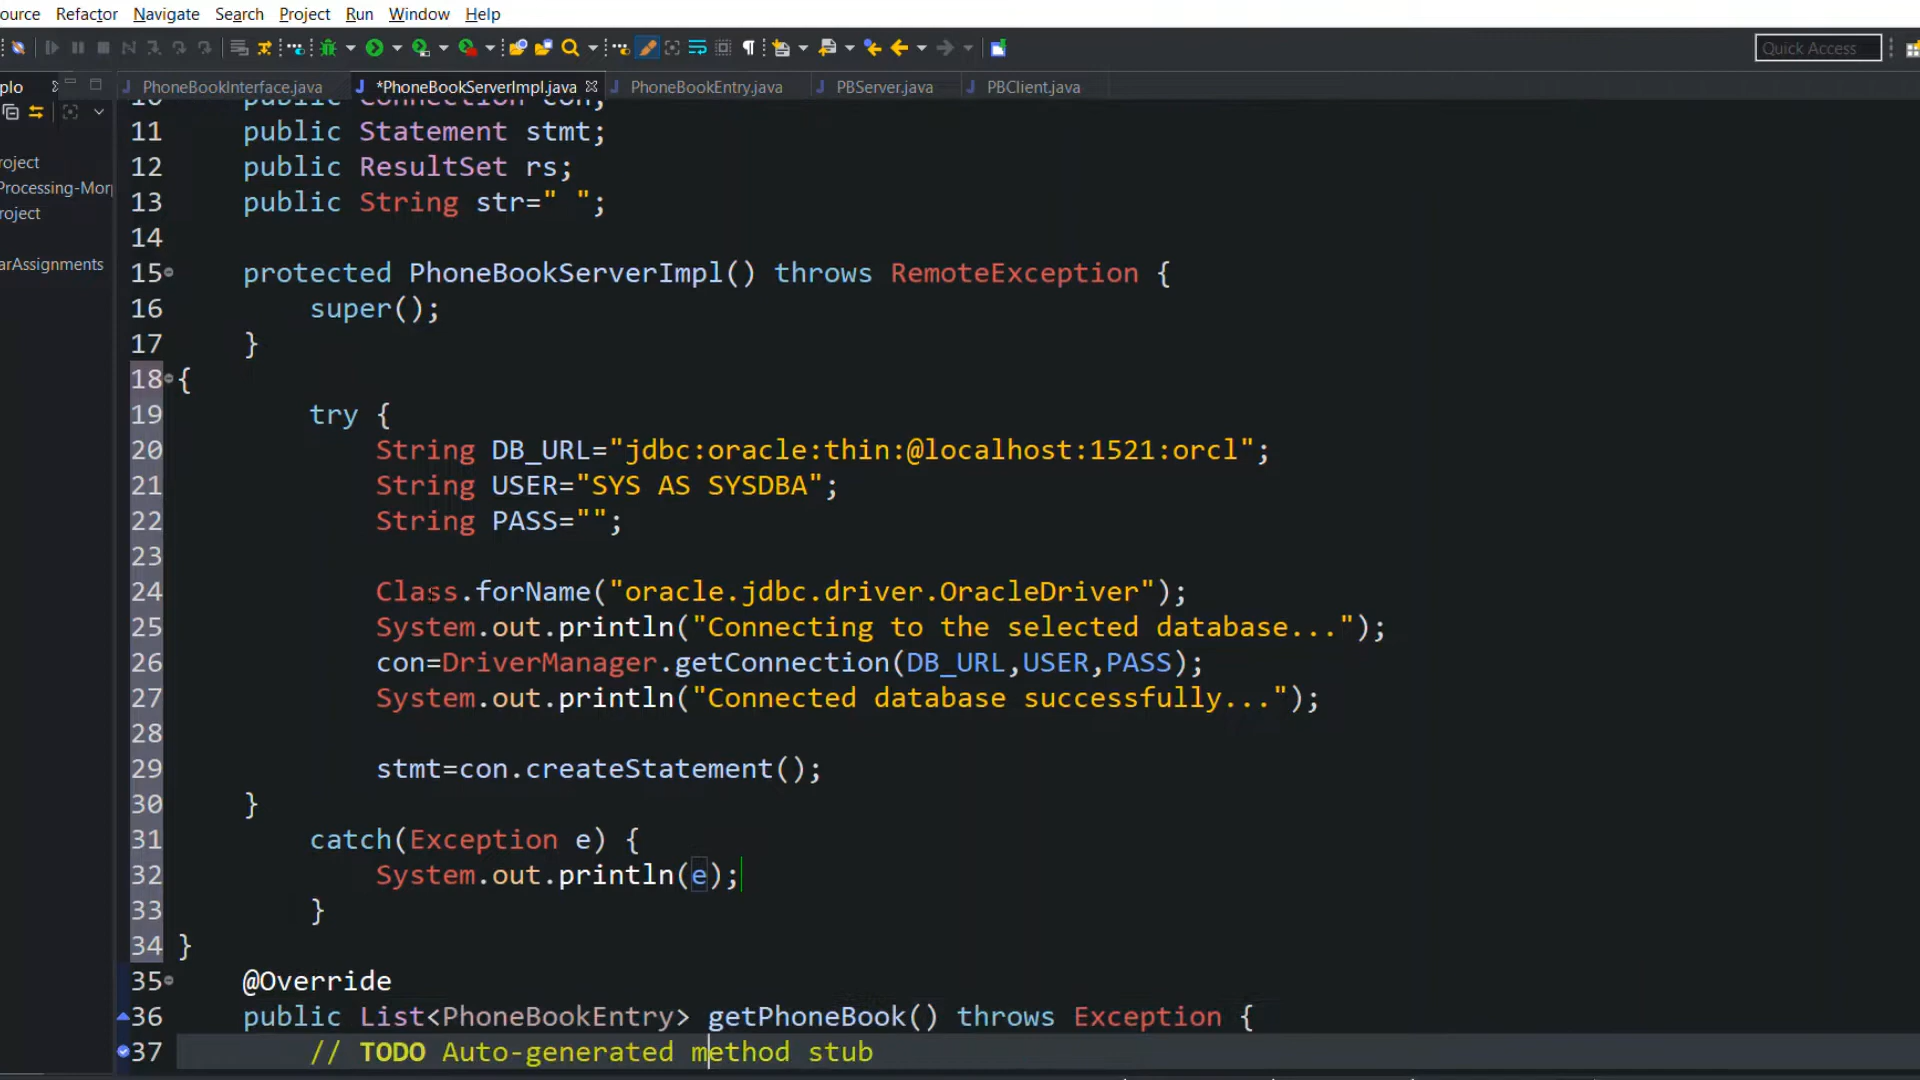 ource Refactor Navigate Search Project Run Window Help
Quick Access
plo PhoneBookInterface.java *PhoneBookServerImpl.java PhoneBookEntry.java PBServer.java PBClient.java
roject
Processing-Morp
roject
arAssignments
10 public Connection con;
11 public Statement stmt;
12 public ResultSet rs;
13 public String str=" ";
14
15 protected PhoneBookServerImpl() throws RemoteException {
16 super();
17 }
18 {
19 try {
20 String DB_URL="jdbc:oracle:thin:@localhost:1521:orcl";
21 String USER="SYS AS SYSDBA";
22 String PASS="";
23
24 Class.forName("oracle.jdbc.driver.OracleDriver");
25 System.out.println("Connecting to the selected database...");
26 con=DriverManager.getConnection(DB_URL,USER,PASS);
27 System.out.println("Connected database successfully...");
28
29 stmt=con.createStatement();
30 }
31 catch(Exception e) {
32 System.out.println(e);
33 }
34 }
35 @Override
36 public List<PhoneBookEntry> getPhoneBook() throws Exception {
37 // TODO Auto-generated method stub